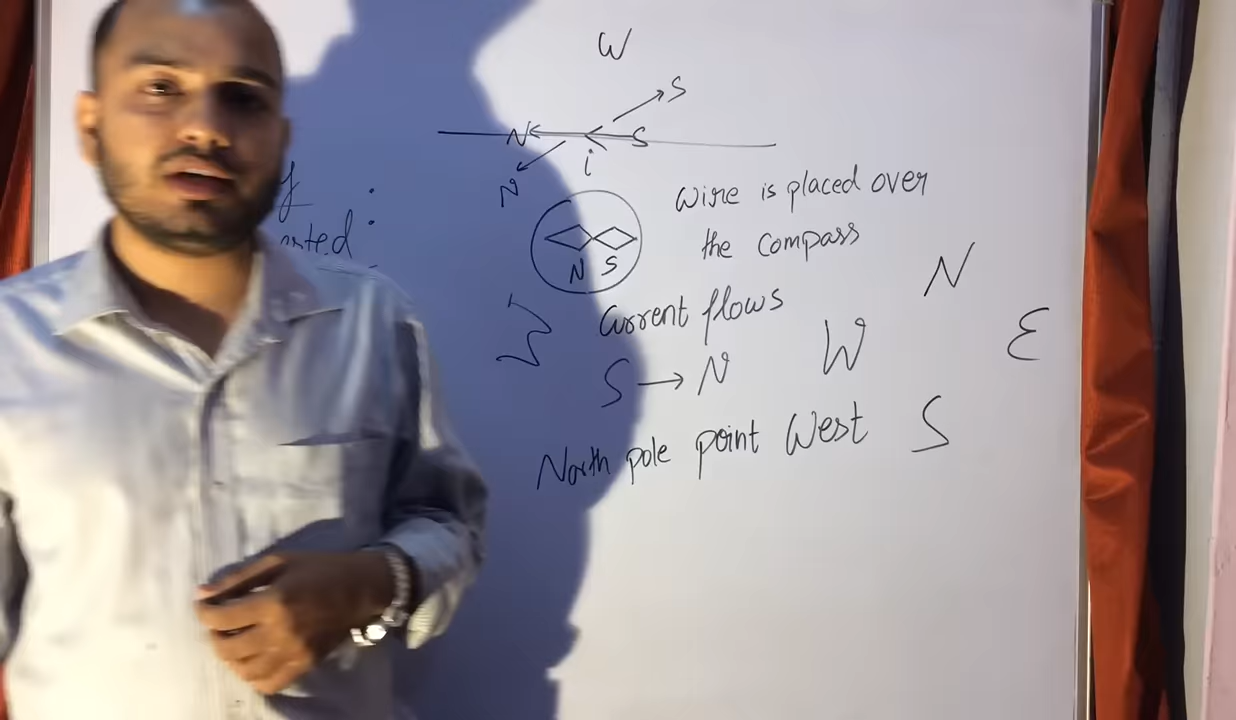 W
S
N S
i
N
wire is placed over
the compass
N S
N
Current flows
W E
S → N
North pole point West S